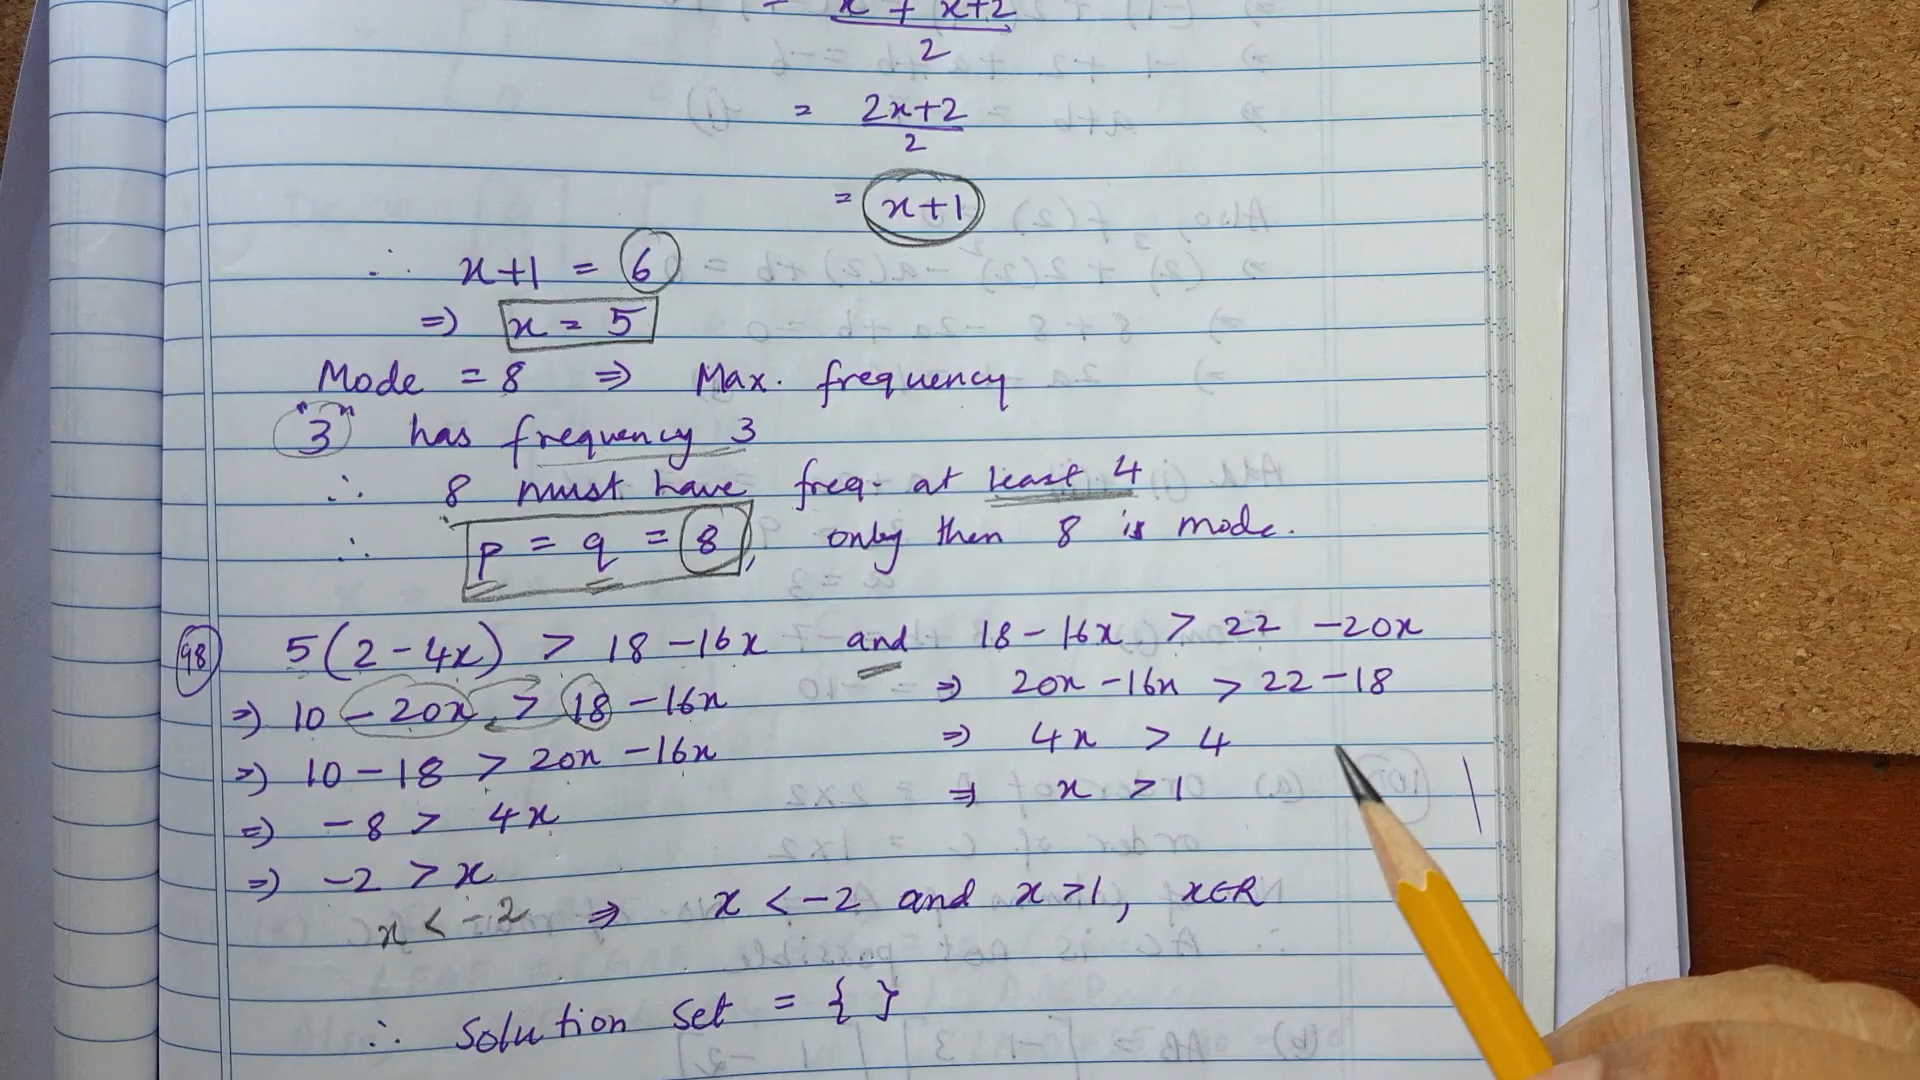 = x + x+2
2
= 2x+2
2
= x+1
∴ x+1 = 6
⇒ x = 5
Mode = 8 ⇒ Max. frequency
"3" has frequency 3
∴ 8 must have freq. at least 4
∴ p = q = 8, only then 8 is mode.
98 5(2-4x) > 18-16x and 18-16x > 22-20x
⇒ 10-20x > 18-16x ⇒ 20x-16x > 22-18
⇒ 10-18 > 20x-16x ⇒ 4x > 4
⇒ -8 > 4x ⇒ x > 1
⇒ -2 > x
x < -2 ⇒ x < -2 and x > 1, x∈R
∴ Solution set = { }